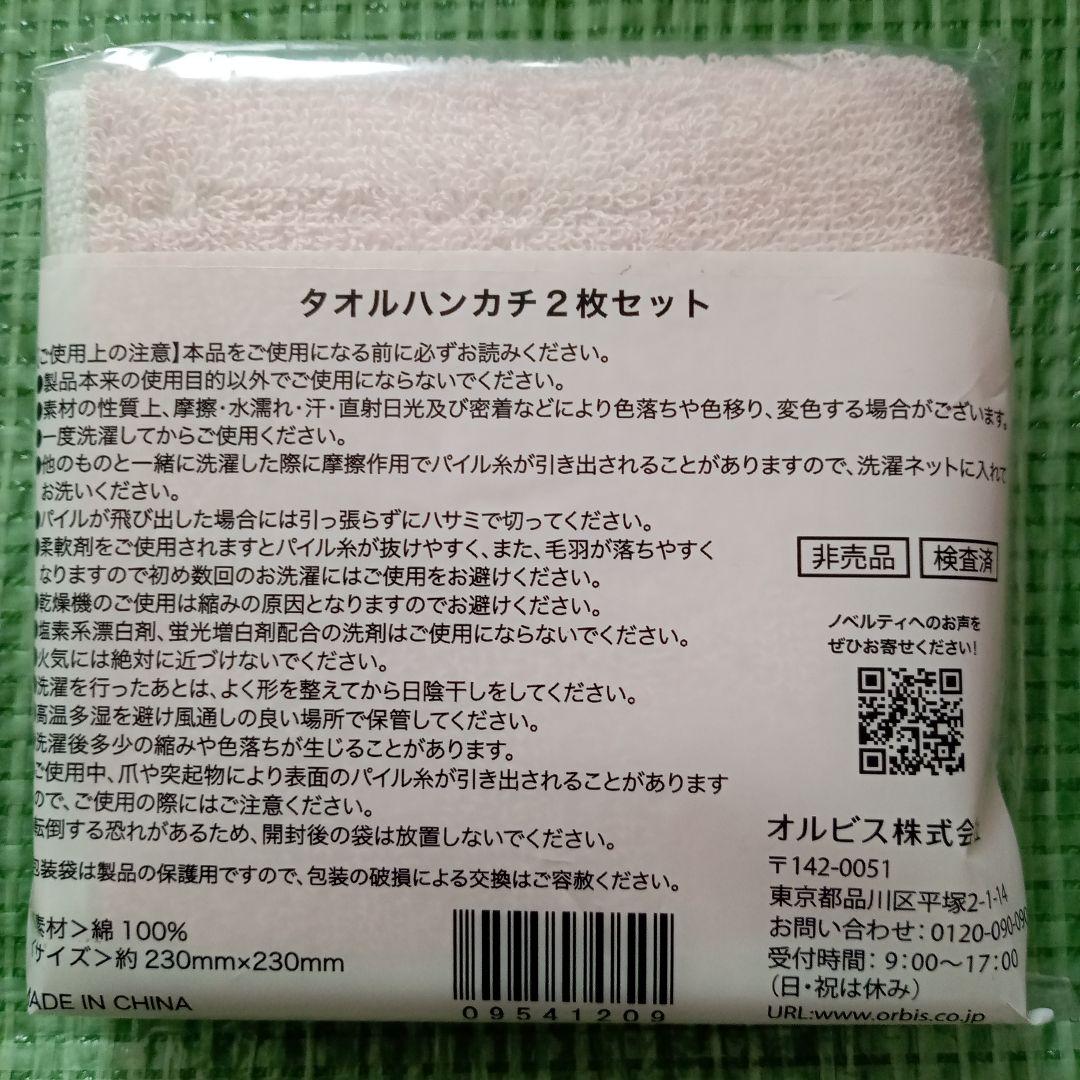 タオルハンカチ2枚セット
ご使用上の注意】本品をご使用になる前に必ずお読みください。
●製品本来の使用目的以外でご使用にならないでください。
●素材の性質上、摩擦・水濡れ・汗・直射日光及び密着などにより色落ちや色移り、変色する場合がございます。
●一度洗濯してからご使用ください。
●他のものと一緒に洗濯した際に摩擦作用でパイル糸が引き出されることがありますので、洗濯ネットに入れて
お洗いください。
●パイルが飛び出した場合には引っ張らずにハサミで切ってください。
●柔軟剤をご使用されますとパイル糸が抜けやすく、また、毛羽が落ちやすく
なりますので初め数回のお洗濯にはご使用をお避けください。
●乾燥機のご使用は縮みの原因となりますのでお避けください。
●塩素系漂白剤、蛍光増白剤配合の洗剤はご使用にならないでください。
●火気には絶対に近づけないでください。
●洗濯を行ったあとは、よく形を整えてから日陰干しをしてください。
高温多湿を避け風通しの良い場所で保管してください。
洗濯後多少の縮みや色落ちが生じることがあります。
ご使用中、爪や突起物により表面のパイル糸が引き出されることがあります
ので、ご使用の際にはご注意ください。
転倒する恐れがあるため、開封後の袋は放置しないでください。
包装袋は製品の保護用ですので、包装の破損による交換はご容赦ください。
素材＞綿 100%
サイズ＞約 230mm×230mm
MADE IN CHINA
09541209
非売品 検査済
ノベルティへのお声を
ぜひお寄せください!
オルビス株式会
〒142-0051
東京都品川区平塚2-1-14
お問い合わせ：0120-090-090
受付時間：9:00～17:00
（日・祝は休み）
URL:www.orbis.co.jp